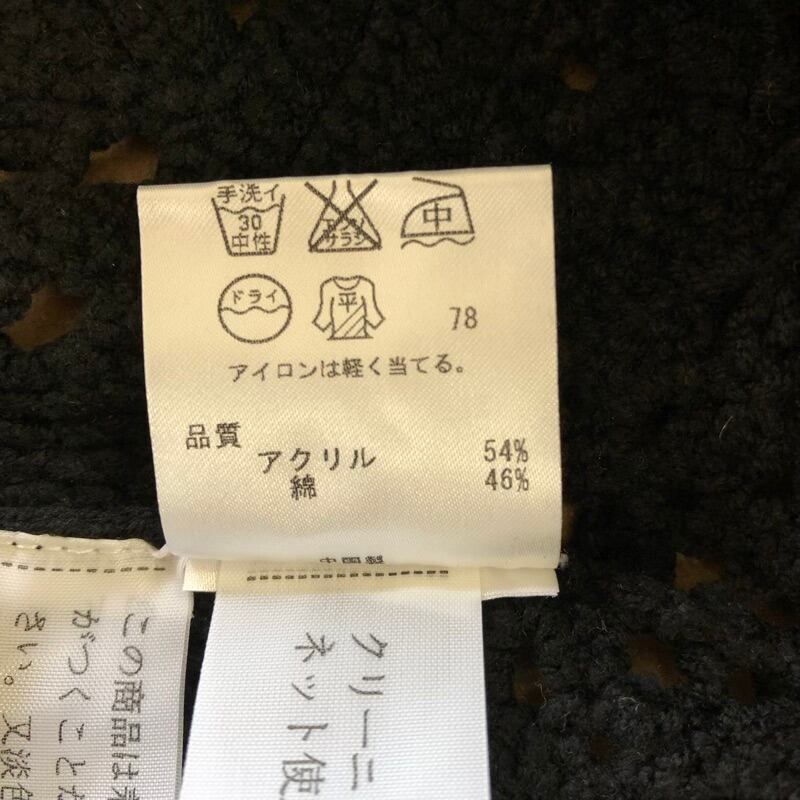 手洗イ
30
中性
エンソ
サラシ
中
ドライ
平
78
アイロンは軽く当てる。
品質
アクリル 54%
綿 46%
クリーニ
ネット使
この商品は
がつくことが
さい。又淡色